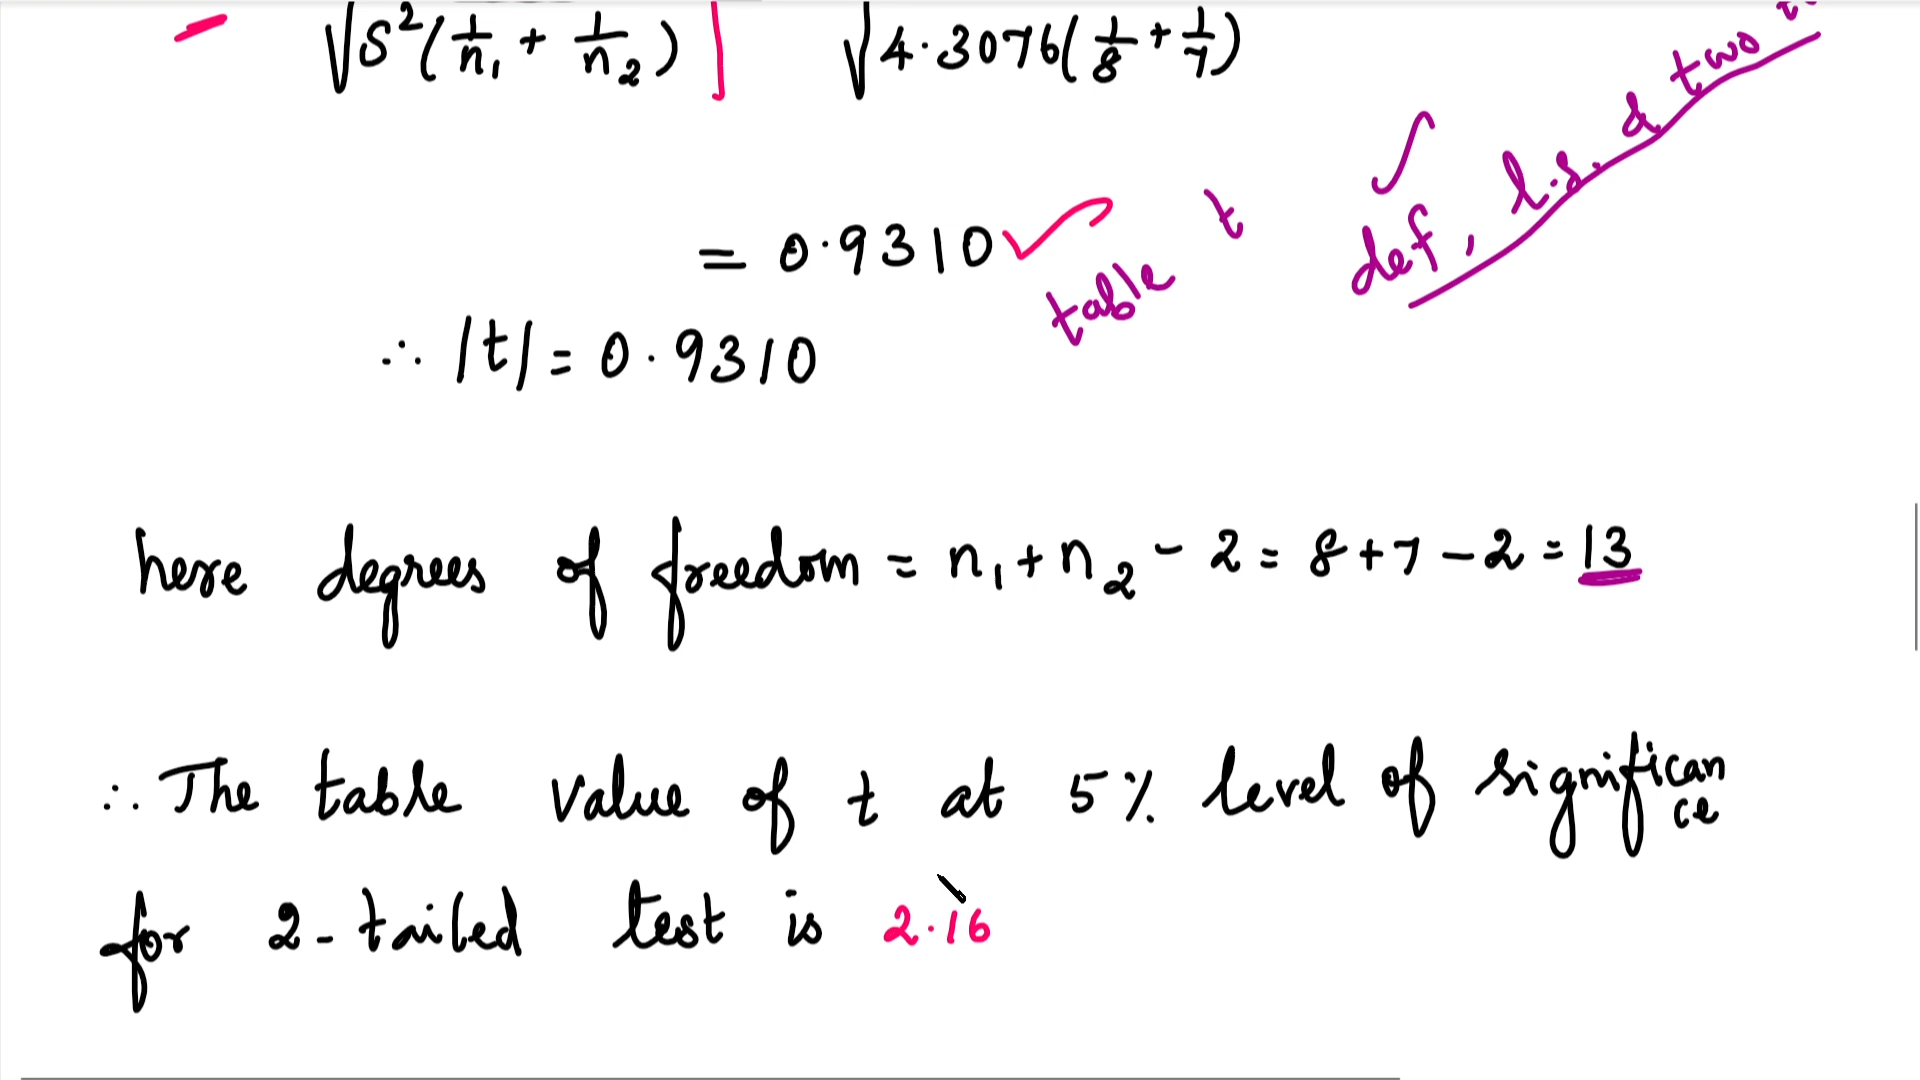 √S²(1/n₁ + 1/n₂) √4.3076(1/8 + 1/7)
= 0.9310
table t
def, l.s. & two
∴ |t| = 0.9310
here degrees of freedom = n₁ + n₂ - 2 = 8 + 7 - 2 = 13
∴ The table value of t at 5% level of significance
for 2-tailed test is 2.16